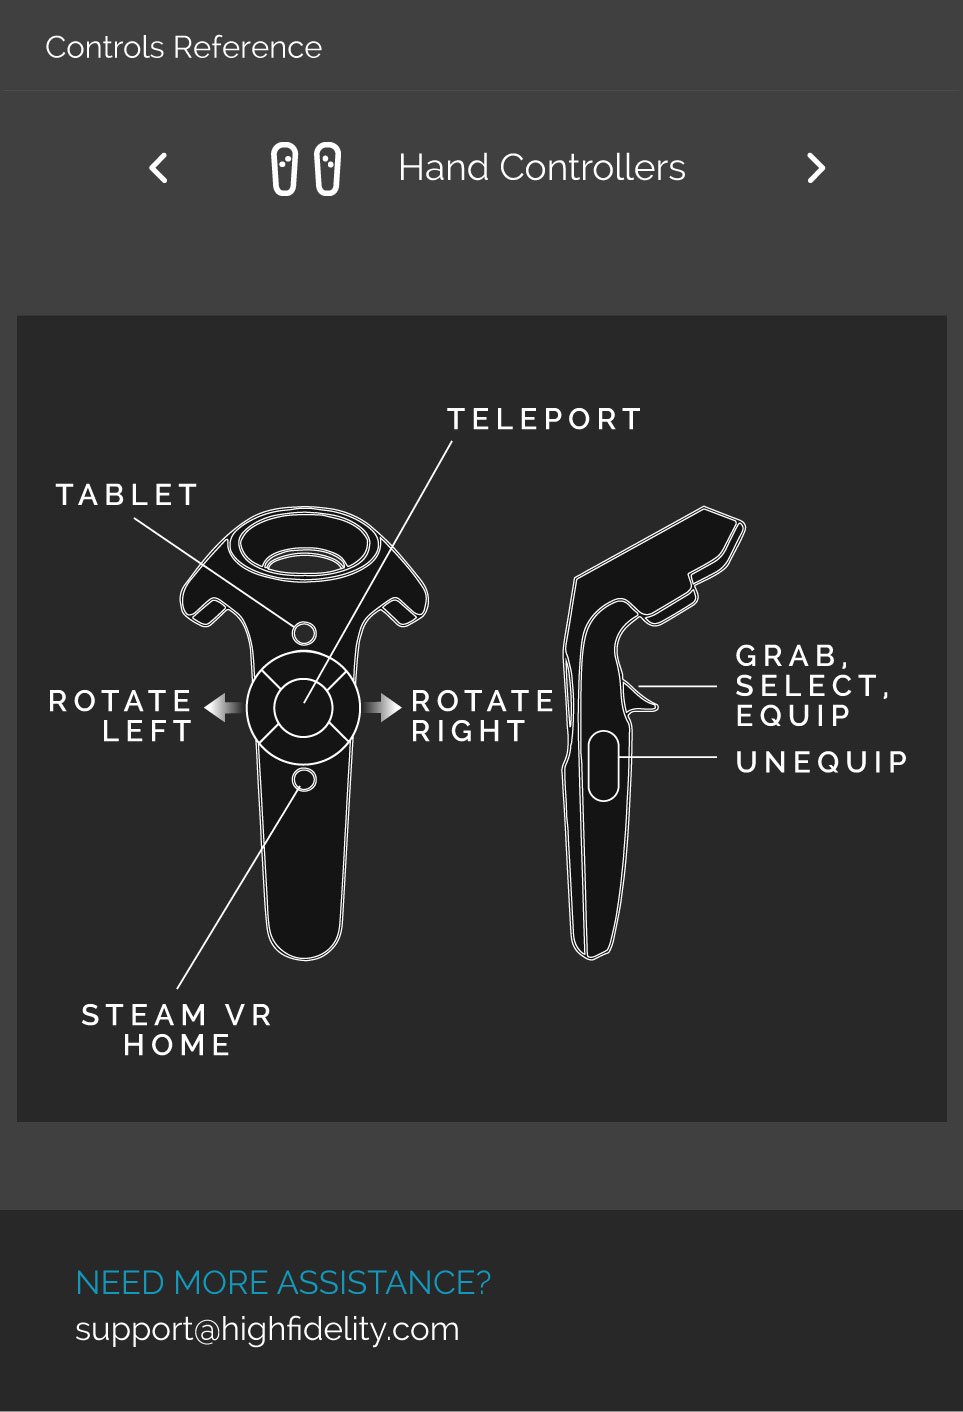 Controls Reference
Hand Controllers
TELEPORT
TABLET
ROTATE
LEFT
ROTATE
RIGHT
GRAB,
SELECT,
EQUIP
UNEQUIP
STEAM VR
HOME
NEED MORE ASSISTANCE?
support@highfidelity.com